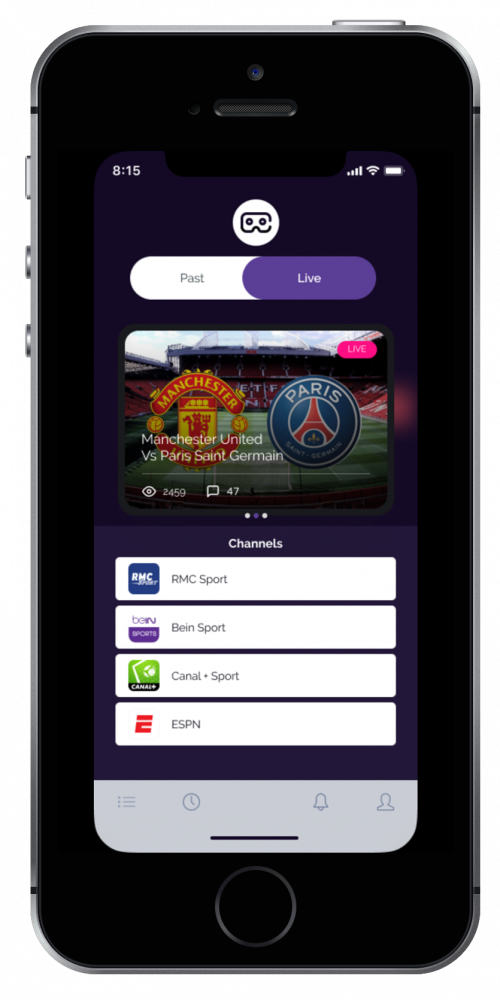 8:15
Past
Live
LIVE
MANCHESTER
UNITED
PARIS
SAINT-GERMAIN
Manchester United
Vs Paris Saint Germain
2459
47
Channels
RMC
SPORT
RMC Sport
beIN
SPORTS
Bein Sport
CANAL+
Canal + Sport
E
ESPN